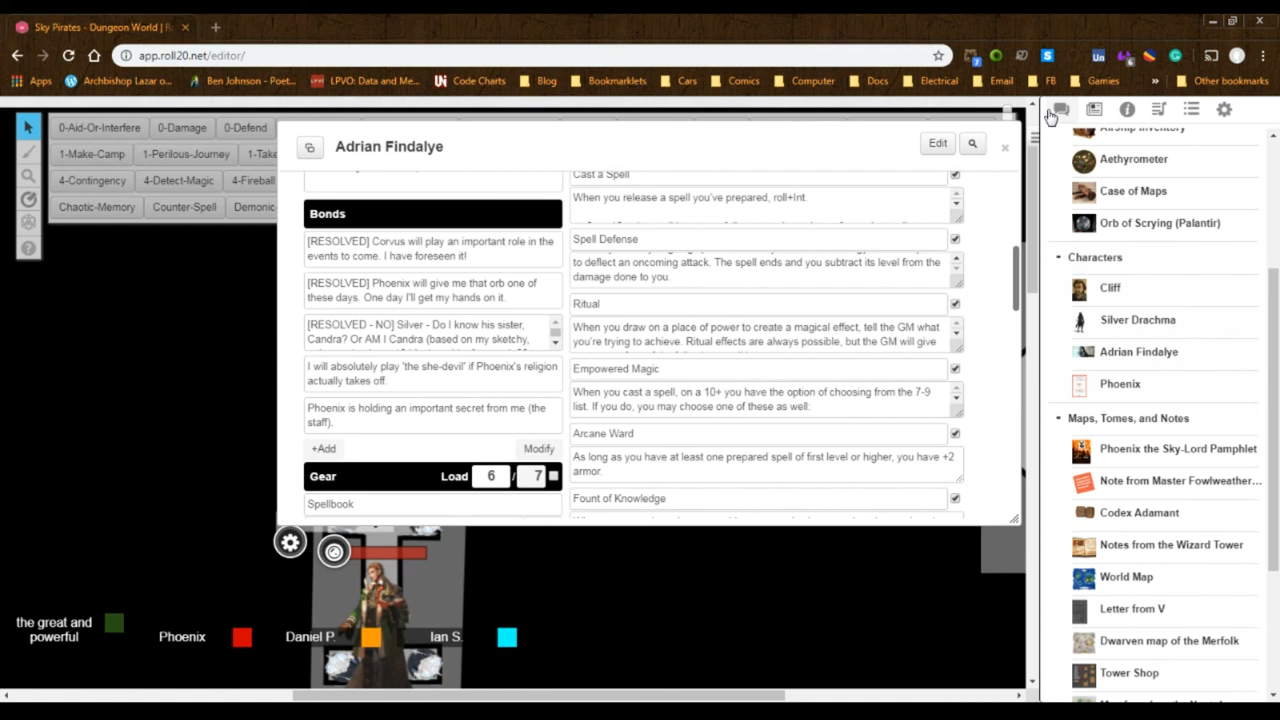 Sky Pirates - Dungeon World | R
app.roll20.net/editor/
Apps
Archbishop Lazar o...
Ben Johnson - Poet...
LPVO: Data and Me...
Code Charts
Blog
Bookmarklets
Cars
Comics
Computer
Docs
Electrical
Email
FB
Games
»
Other bookmarks
0-Aid-Or-Interfere
0-Damage
0-Defend
1-Make-Camp
1-Perilous-Journey
1-Take
4-Contingency
4-Detect-Magic
4-Fireball
Chaotic-Memory
Counter-Spell
Demonic
Adrian Findalye
Edit
Bonds
[RESOLVED] Corvus will play an important role in the
events to come. I have foreseen it!
[RESOLVED] Phoenix will give me that orb one of
these days. One day I'll get my hands on it.
[RESOLVED - NO] Silver - Do I know his sister,
Candra? Or AM I Candra (based on my sketchy,
I will absolutely play 'the she-devil' if Phoenix's religion
actually takes off.
Phoenix is holding an important secret from me (the
staff).
+Add
Modify
Gear
Load
6
/
7
Spellbook
Cast a Spell
When you release a spell you've prepared, roll+Int.
Spell Defense
to deflect an oncoming attack. The spell ends and you subtract its level from the
damage done to you.
Ritual
When you draw on a place of power to create a magical effect, tell the GM what
you're trying to achieve. Ritual effects are always possible, but the GM will give
Empowered Magic
When you cast a spell, on a 10+ you have the option of choosing from the 7-9
list. If you do, you may choose one of these as well:
Arcane Ward
As long as you have at least one prepared spell of first level or higher, you have +2
armor.
Fount of Knowledge
the great and
powerful
Phoenix
Daniel P.
Ian S.
Airship Inventory
Aethyrometer
Case of Maps
Orb of Scrying (Palantir)
Characters
Cliff
Silver Drachma
Adrian Findalye
Phoenix
Maps, Tomes, and Notes
Phoenix the Sky-Lord Pamphlet
Note from Master Fowlweather...
Codex Adamant
Notes from the Wizard Tower
World Map
Letter from V
Dwarven map of the Merfolk
Tower Shop